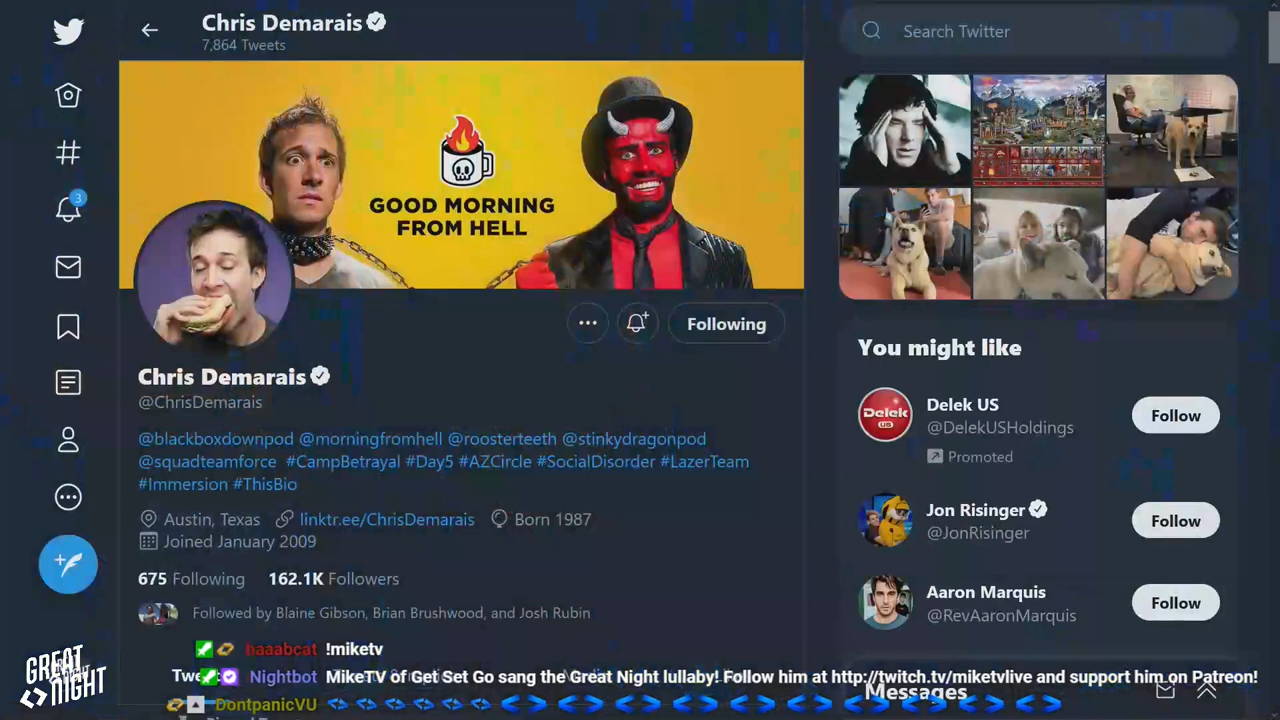 Chris Demarais
7,864 Tweets
Search Twitter
GOOD MORNING
FROM HELL
3
Following
Chris Demarais
@ChrisDemarais
@blackboxdownpod @morningfromhell @roosterteeth @stinkydragonpod
@squadteamforce #CampBetrayal #Day5 #AZCircle #SocialDisorder #LazerTeam
#Immersion #ThisBio
Austin, Texas linktr.ee/ChrisDemarais Born 1987
Joined January 2009
675 Following 162.1K Followers
Followed by Blaine Gibson, Brian Brushwood, and Josh Rubin
You might like
Delek US
@DelekUSHoldings
Promoted
Follow
Delek
US
Jon Risinger
@JonRisinger
Follow
Aaron Marquis
@RevAaronMarquis
Follow
Messages
baaabcat !miketv
Nightbot MikeTV of Get Set Go sang the Great Night lullaby! Follow him at http://twitch.tv/miketvlive and support him on Patreon!
DontpanicVU
GREAT
NIGHT